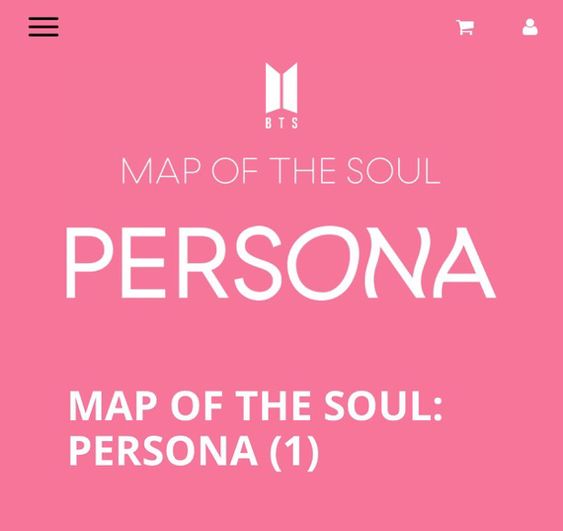 BTS
MAP OF THE SOUL
PERSONA
MAP OF THE SOUL:
PERSONA (1)